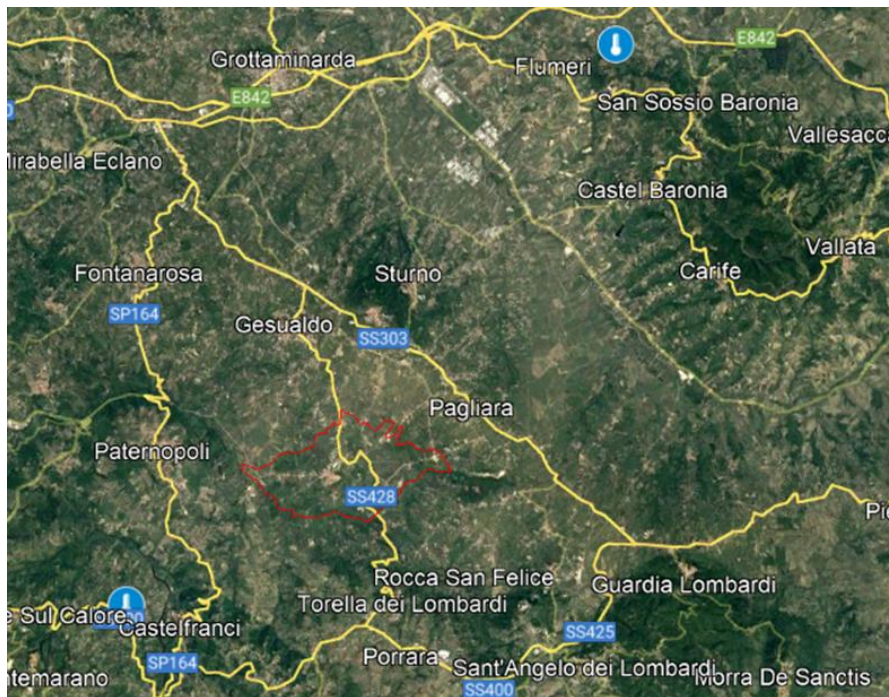 Grottaminarda
E842
Flumeri
E842
San Sossio Baronia
Vallesacca
Mirabella Eclano
Castel Baronia
Vallata
Fontanarosa
Sturno
Carife
SP164
Gesualdo
SS303
Pagliara
Paternopoli
SS428
Rocca San Felice
Guardia Lombardi
Torella dei Lombardi
e Sul Calore
Castelfranci
SS425
SP164
Porrara
Sant'Angelo dei Lombardi
ntemarano
SS400
Morra De Sanctis